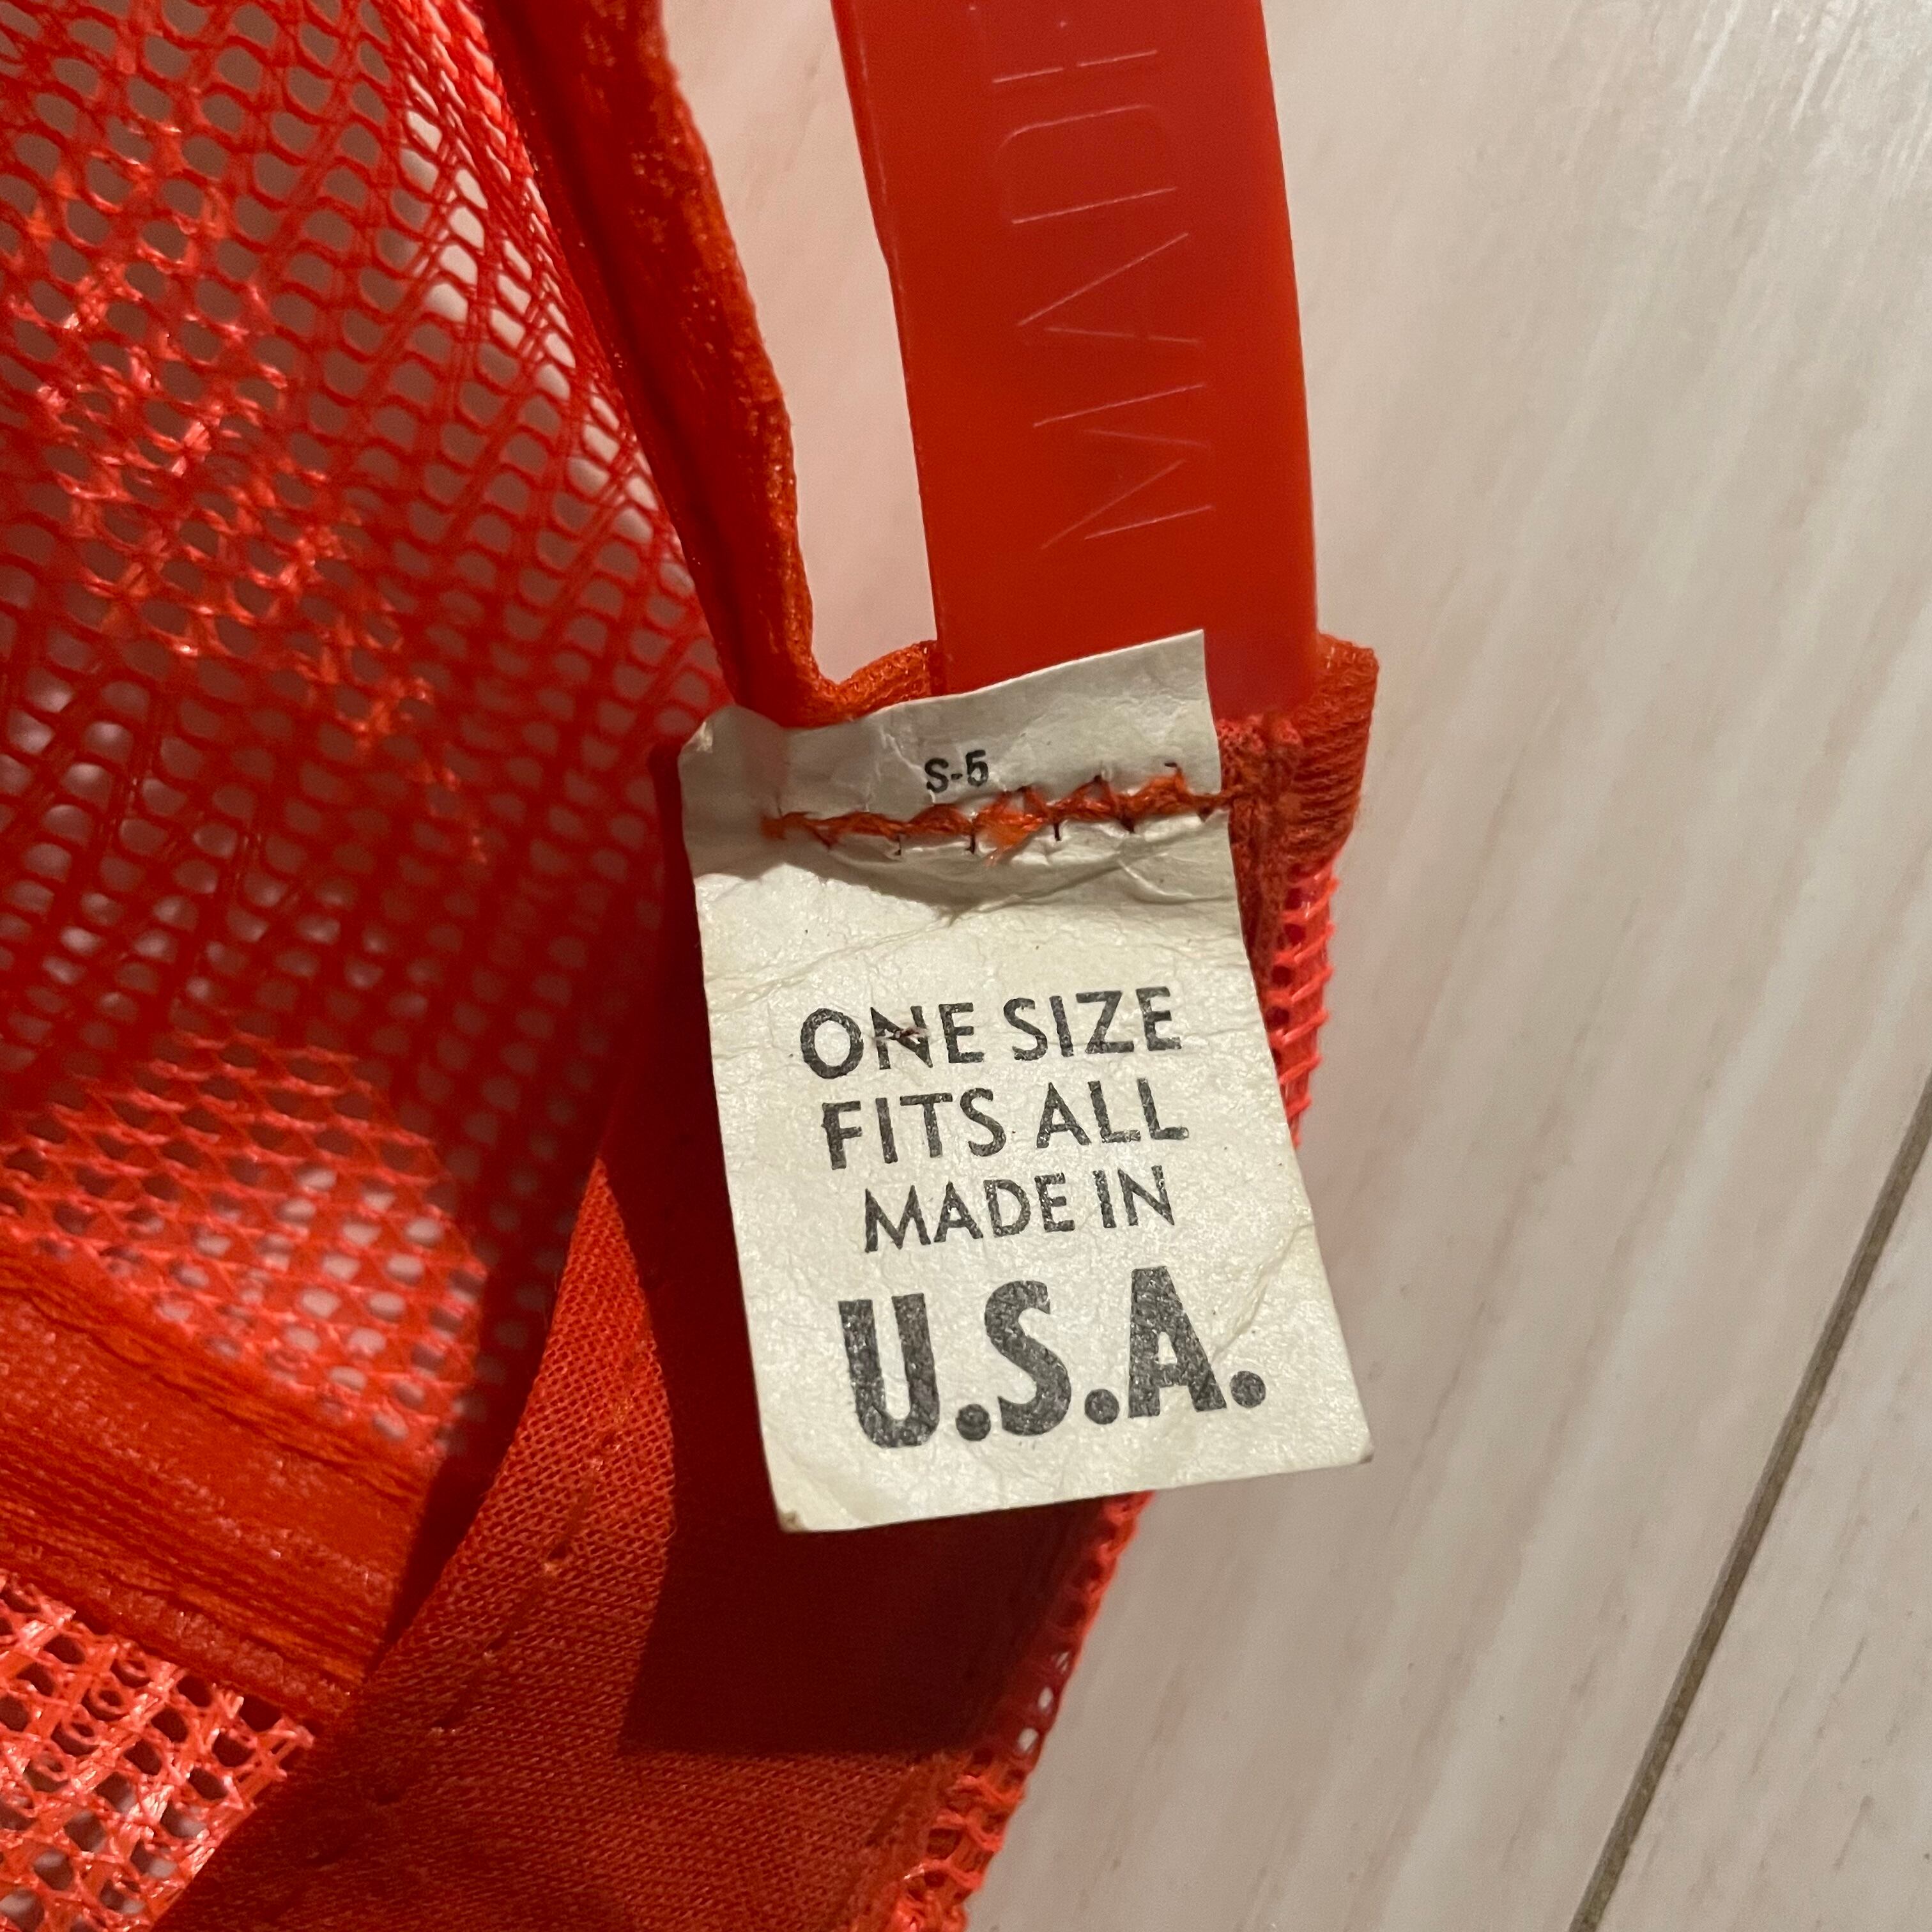 S-5
ONE SIZE
FITS ALL
MADE IN
U.S.A.